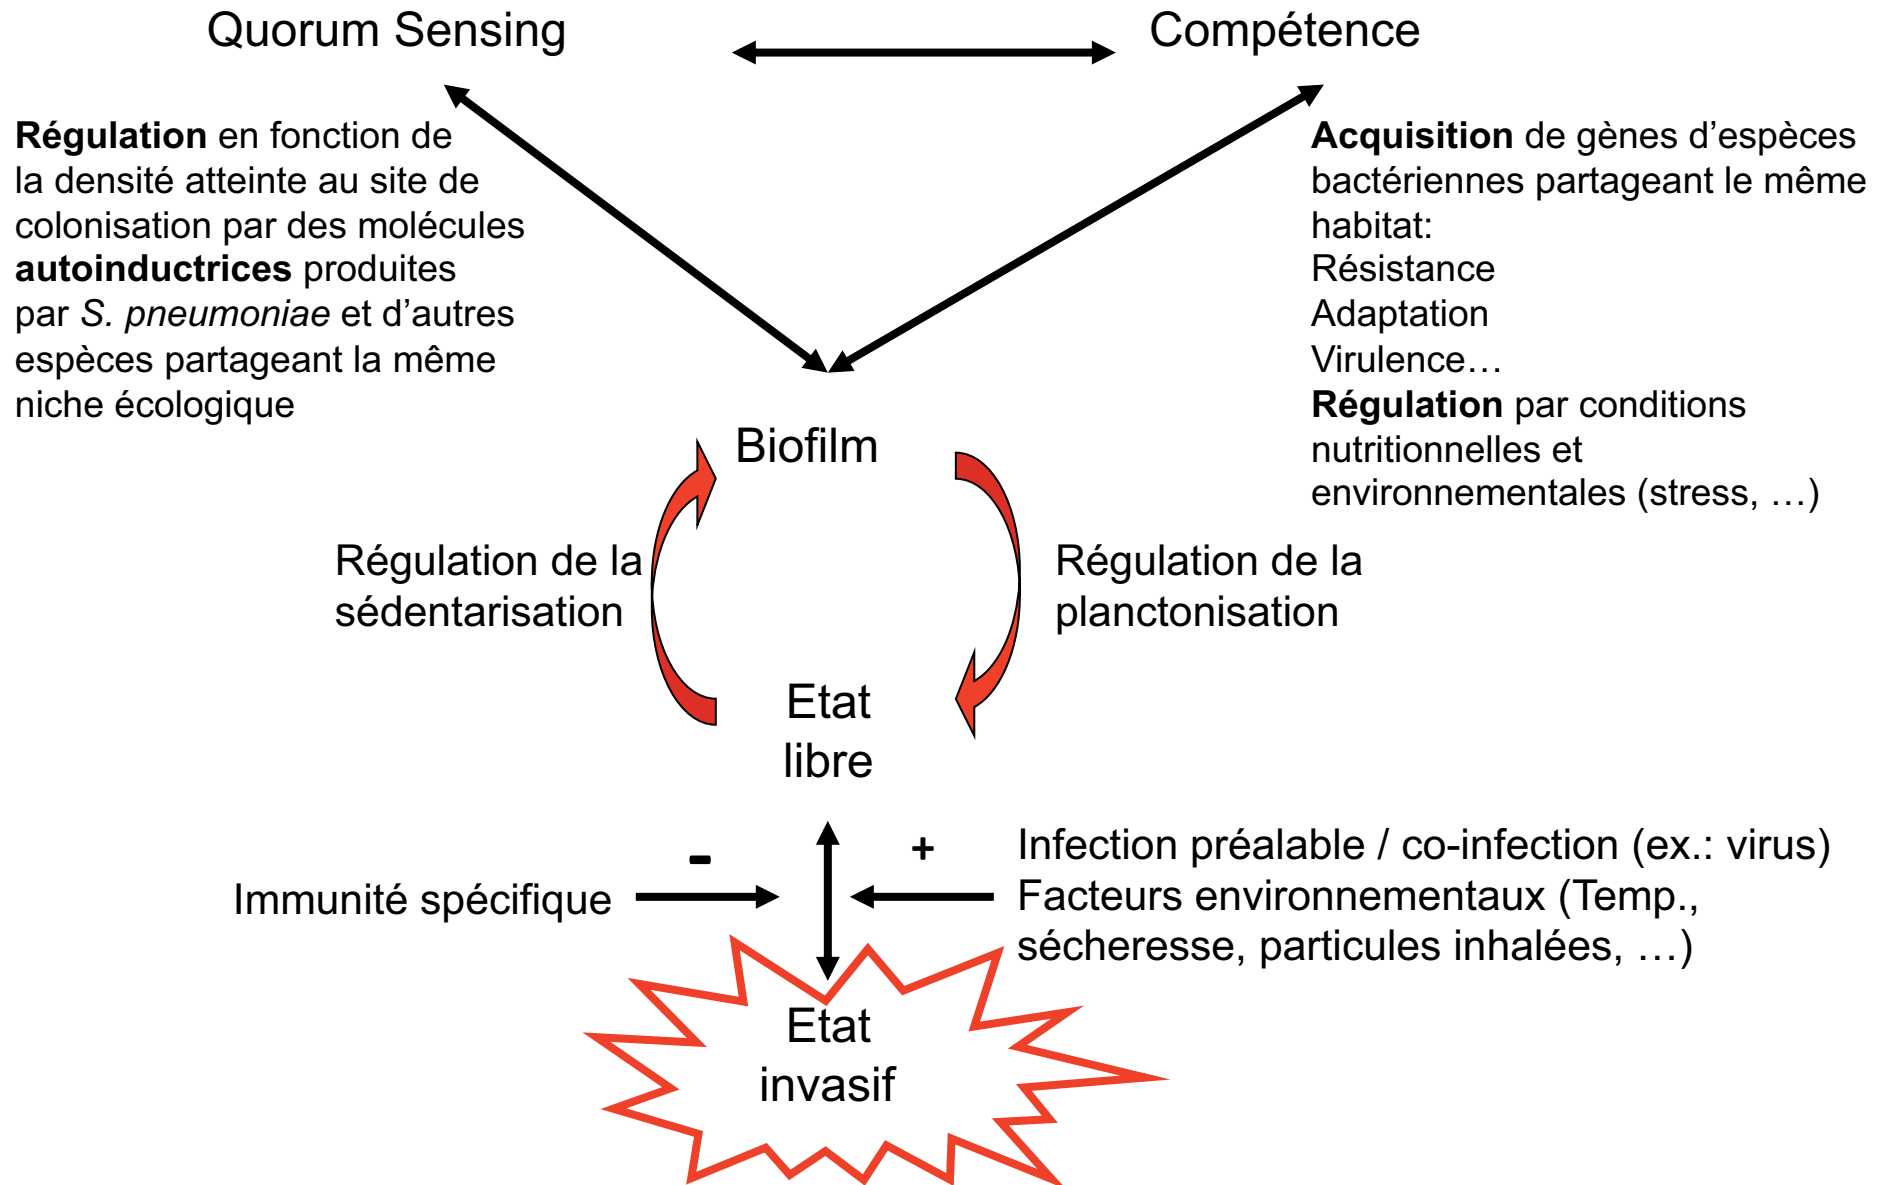 Quorum Sensing
Compétence
Régulation en fonction de
la densité atteinte au site de
colonisation par des molécules
autoinductrices produites
par S. pneumoniae et d’autres
espèces partageant la même
niche écologique
Acquisition de gènes d’espèces
bactériennes partageant le même
habitat:
Résistance
Adaptation
Virulence…
Régulation par conditions
nutritionnelles et
environnementales (stress, …)
Biofilm
Régulation de la
sédentarisation
Régulation de la
planctonisation
Etat
libre
-
+
Immunité spécifique
Infection préalable / co-infection (ex.: virus)
Facteurs environnementaux (Temp.,
sécheresse, particules inhalées, …)
Etat
invasif